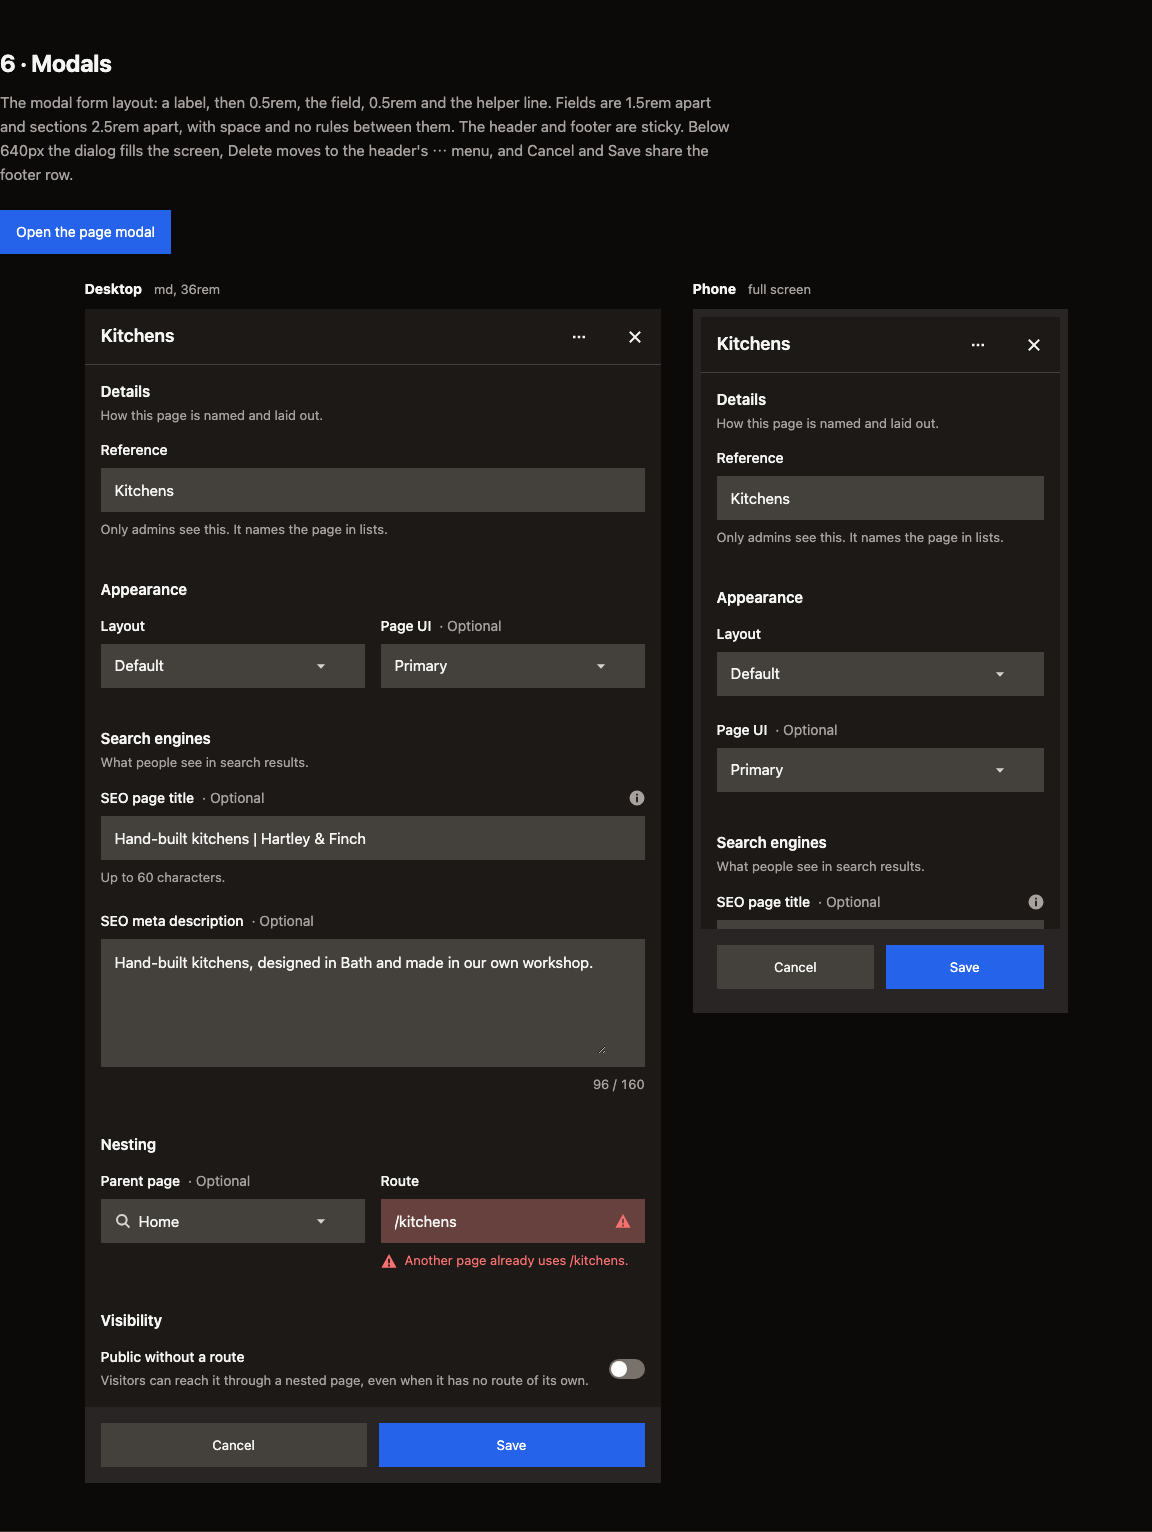 6 · Modals
The modal form layout: a label, then 0.5rem, the field, 0.5rem and the helper line. Fields are 1.5rem apart
and sections 2.5rem apart, with space and no rules between them. The header and footer are sticky. Below
640px the dialog fills the screen, Delete moves to the header's ··· menu, and Cancel and Save share the
footer row.
Open the page modal
Desktop md, 36rem
Kitchens
Details
How this page is named and laid out.
Reference
Kitchens
Only admins see this. It names the page in lists.
Appearance
Layout
Page UI · Optional
Default
Primary
Search engines
What people see in search results.
SEO page title · Optional
Hand-built kitchens | Hartley & Finch
Up to 60 characters.
SEO meta description · Optional
Hand-built kitchens, designed in Bath and made in our own workshop.
96 / 160
Nesting
Parent page · Optional
Route
Home
/kitchens
Another page already uses /kitchens.
Visibility
Public without a route
Visitors can reach it through a nested page, even when it has no route of its own.
Cancel
Save
Phone full screen
Kitchens
Details
How this page is named and laid out.
Reference
Kitchens
Only admins see this. It names the page in lists.
Appearance
Layout
Default
Page UI · Optional
Primary
Search engines
What people see in search results.
SEO page title · Optional
Cancel
Save